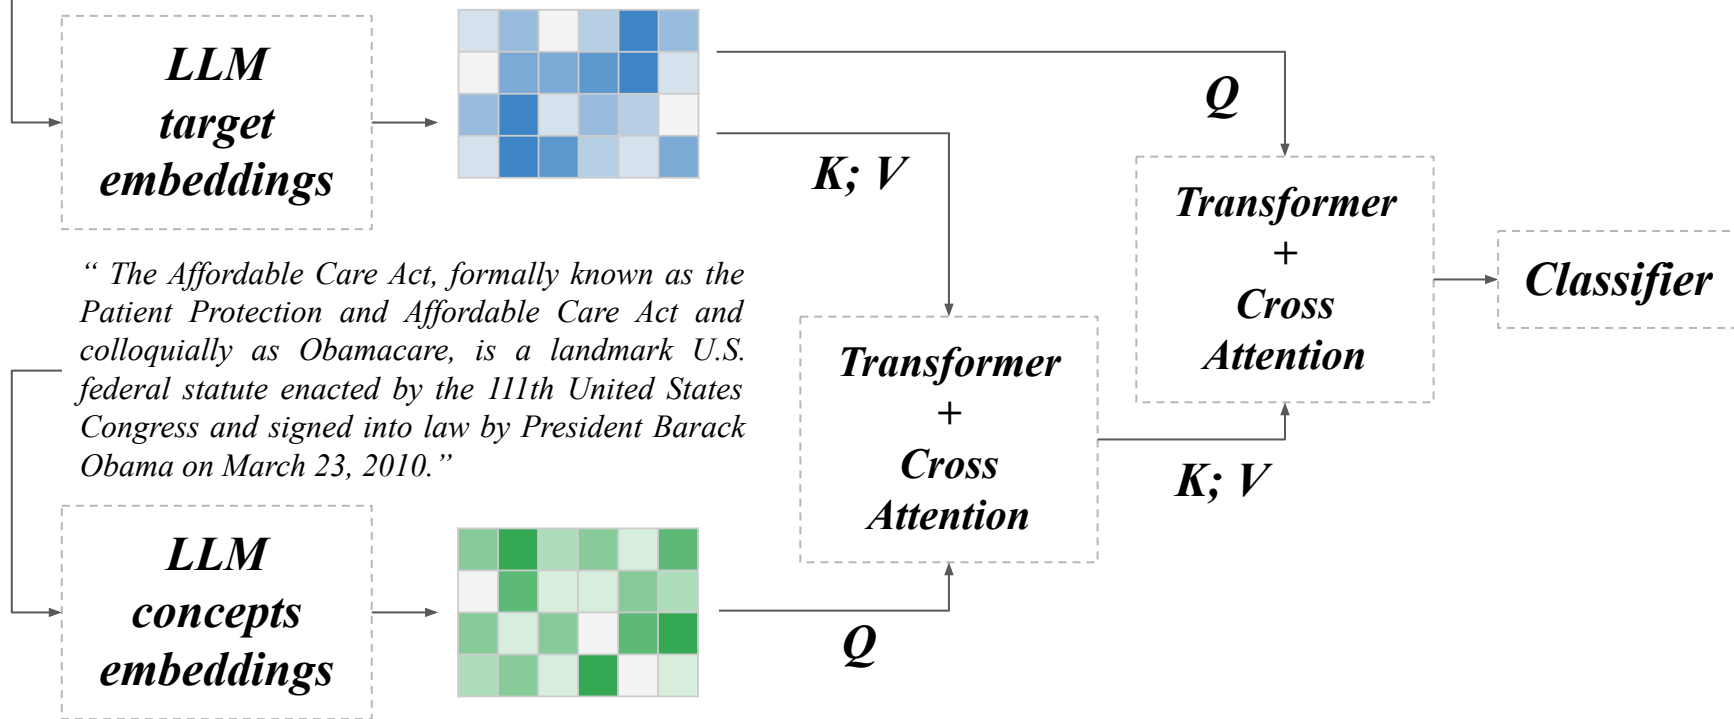 LLM
target
embeddings
Q
K; V
Transformer
+
Cross
Attention
Classifier
“ The Affordable Care Act, formally known as the
Patient Protection and Affordable Care Act and
colloquially as Obamacare, is a landmark U.S.
federal statute enacted by the 111th United States
Congress and signed into law by President Barack
Obama on March 23, 2010.”
Transformer
+
Cross
Attention
K; V
LLM
concepts
embeddings
Q